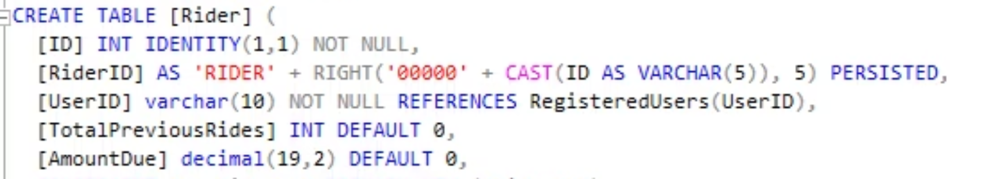 CREATE TABLE [Rider] (
[ID] INT IDENTITY(1,1) NOT NULL,
[RiderID] AS 'RIDER' + RIGHT('00000' + CAST(ID AS VARCHAR(5)), 5) PERSISTED,
[UserID] varchar(10) NOT NULL REFERENCES RegisteredUsers(UserID),
[TotalPreviousRides] INT DEFAULT 0,
[AmountDue] decimal(19,2) DEFAULT 0,